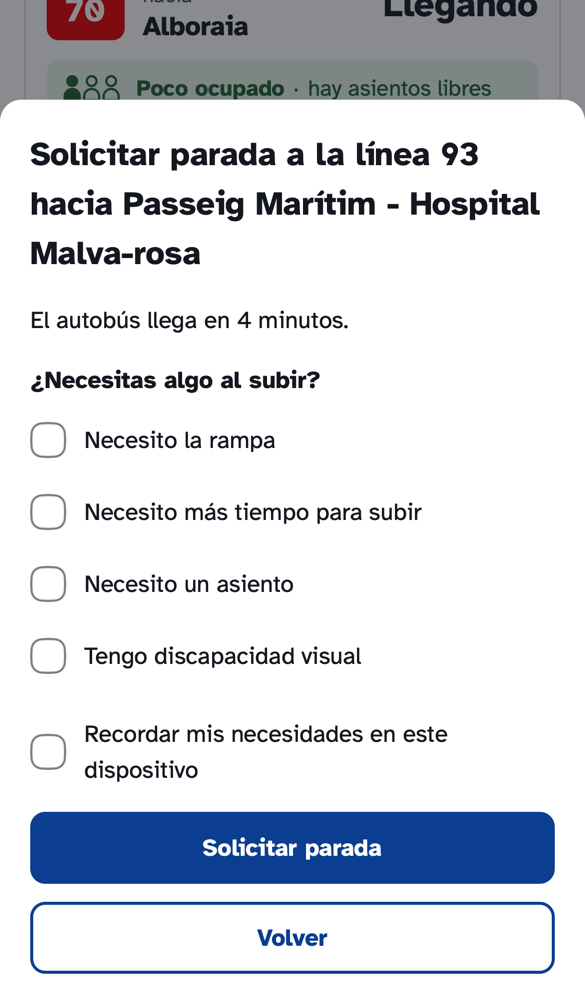 70
Alboraia
Llegando
Poco ocupado · hay asientos libres
Solicitar parada a la línea 93
hacia Passeig Marítim - Hospital
Malva-rosa
El autobús llega en 4 minutos.
¿Necesitas algo al subir?
Necesito la rampa
Necesito más tiempo para subir
Necesito un asiento
Tengo discapacidad visual
Recordar mis necesidades en este
dispositivo
Solicitar parada
Volver